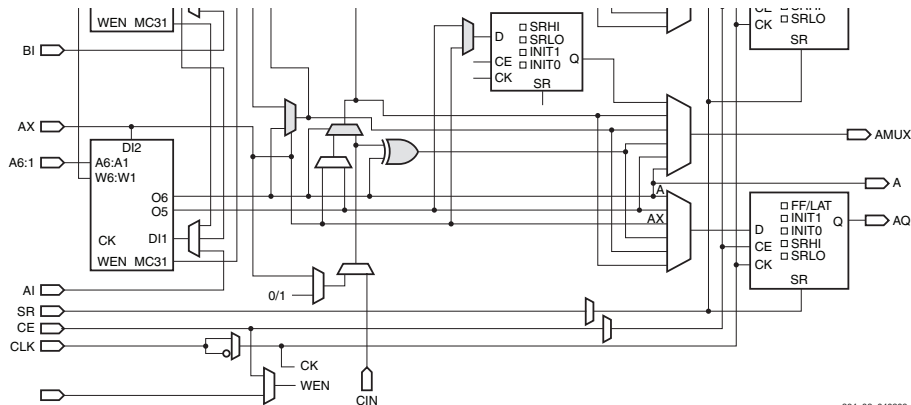 WEN MC31
BI
AX
A6:1
DI2
A6:A1
W6:W1
O6
O5
CK
DI1
WEN MC31
AI
SR
CE
CLK
0/1
CK
WEN
CIN
D
CE
CK
SRHI
SRLO
INIT1
INIT0
Q
SR
CK
SRLO
SR
AMUX
A
A
AX
D
CE
CK
FF/LAT
INIT1
INIT0
SRHI
SRLO
Q
SR
AQ